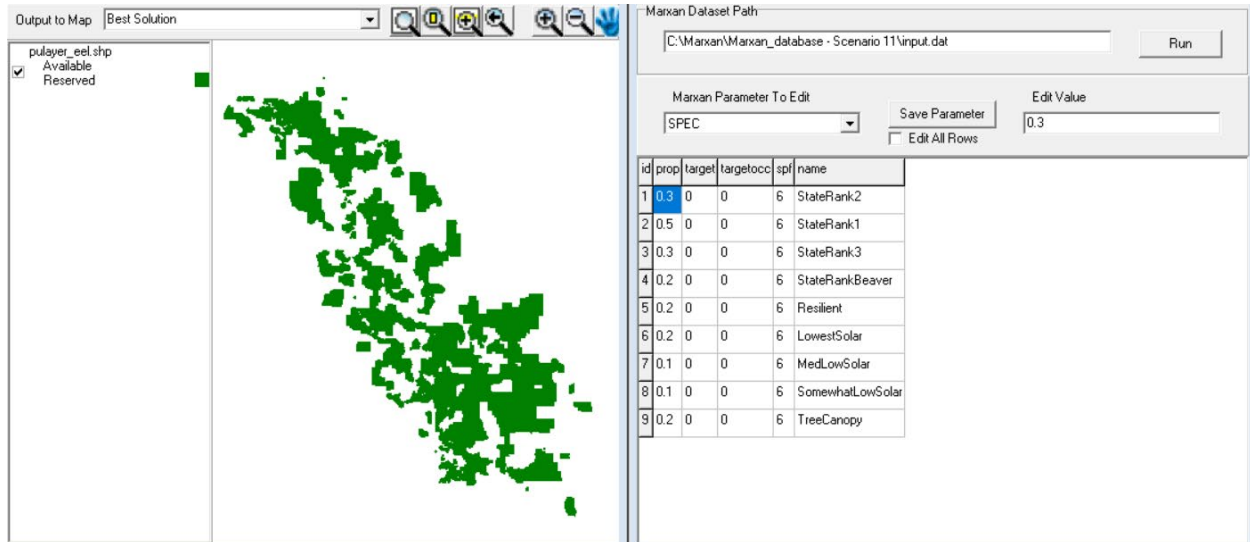 Output to Map Best Solution
pulayer_eel.shp
Available
Reserved
Marxan Dataset Path
C:\Marxan\Marxan_database - Scenario 11\input.dat Run
Marxan Parameter To Edit
SPEC
Save Parameter
Edit All Rows
Edit Value
0.3
id prop target targetocc spf name
1 0.3 0 0 6 StateRank2
2 0.5 0 0 6 StateRank1
3 0.3 0 0 6 StateRank3
4 0.2 0 0 6 StateRankBeaver
5 0.2 0 0 6 Resilient
6 0.2 0 0 6 LowestSolar
7 0.1 0 0 6 MedLowSolar
8 0.1 0 0 6 SomewhatLowSolar
9 0.2 0 0 6 TreeCanopy